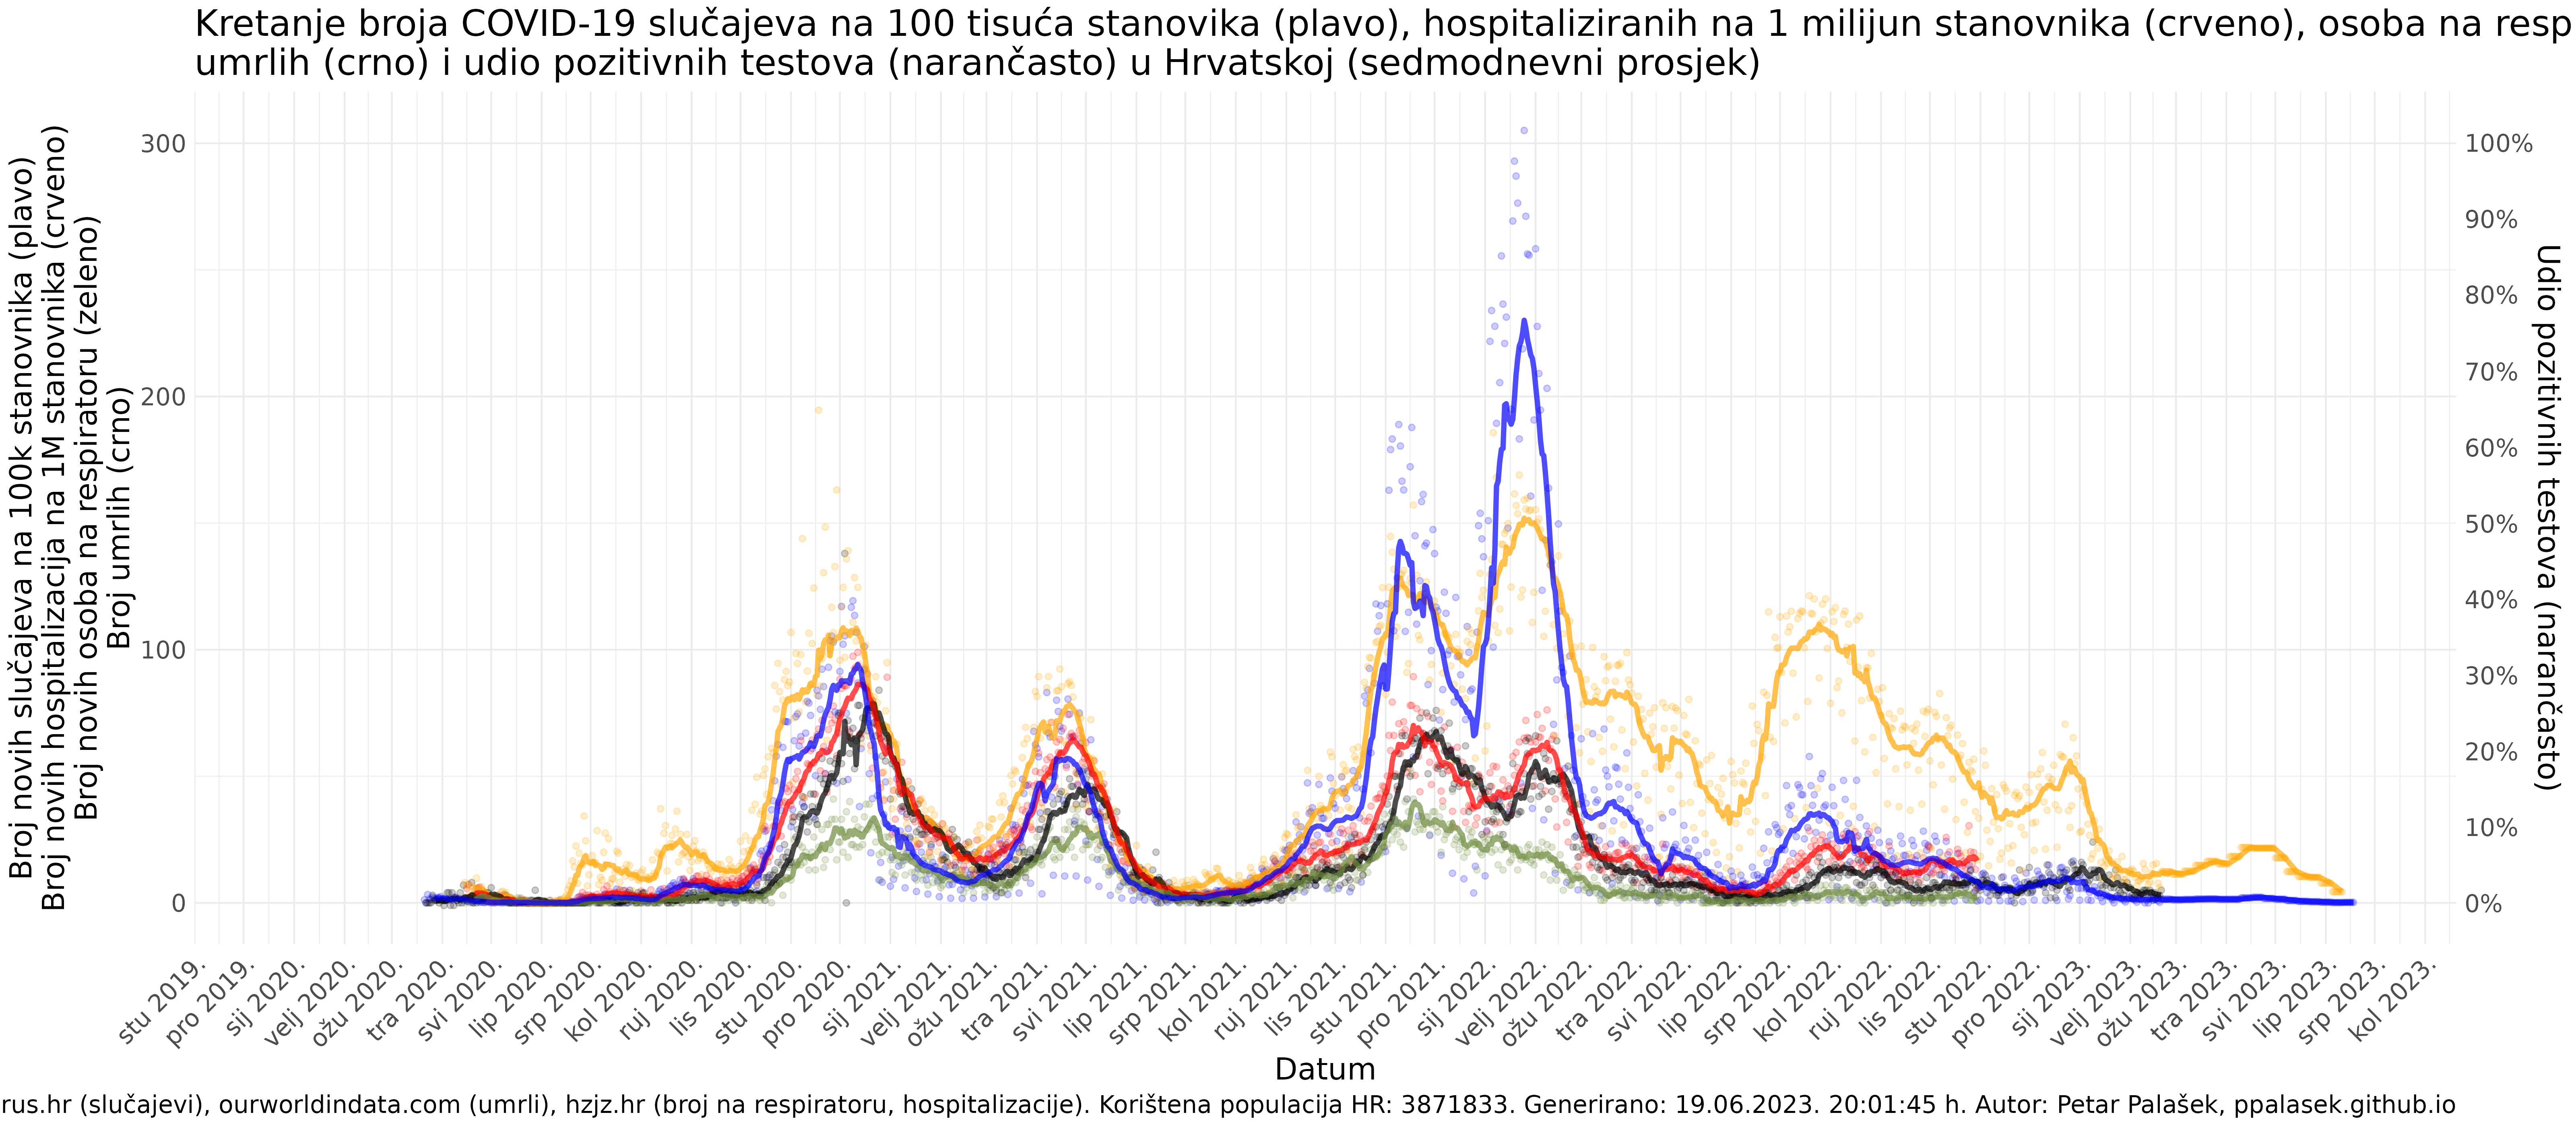 Kretanje broja COVID-19 slučajeva na 100 tisuća stanovika (plavo), hospitaliziranih na 1 milijun stanovnika (crveno), osoba na resp
umrlih (crno) i udio pozitivnih testova (narančasto) u Hrvatskoj (sedmodnevni prosjek)
Broj novih slučajeva na 100k stanovnika (plavo)
Broj novih hospitalizacija na 1M stanovnika (crveno)
Broj novih osoba na respiratoru (zeleno)
Broj umrlih (crno)
300
200
100
0
100%
90%
80%
70%
60%
50%
40%
30%
20%
10%
0%
Udio pozitivnih testova (narančasto)
stu 2019.
pro 2019.
sij 2020.
velj 2020.
ožu 2020.
tra 2020.
svi 2020.
lip 2020.
srp 2020.
kol 2020.
ruj 2020.
lis 2020.
stu 2020.
pro 2020.
sij 2021.
velj 2021.
ožu 2021.
tra 2021.
svi 2021.
lip 2021.
srp 2021.
kol 2021.
ruj 2021.
lis 2021.
stu 2021.
pro 2021.
sij 2022.
velj 2022.
ožu 2022.
tra 2022.
svi 2022.
lip 2022.
srp 2022.
kol 2022.
ruj 2022.
lis 2022.
stu 2022.
pro 2022.
sij 2023.
velj 2023.
ožu 2023.
tra 2023.
svi 2023.
lip 2023.
srp 2023.
kol 2023.
Datum
rus.hr (slučajevi), ourworldindata.com (umrli), hzjz.hr (broj na respiratoru, hospitalizacije). Korištena populacija HR: 3871833. Generirano: 19.06.2023. 20:01:45 h. Autor: Petar Palašek, ppalasek.github.io